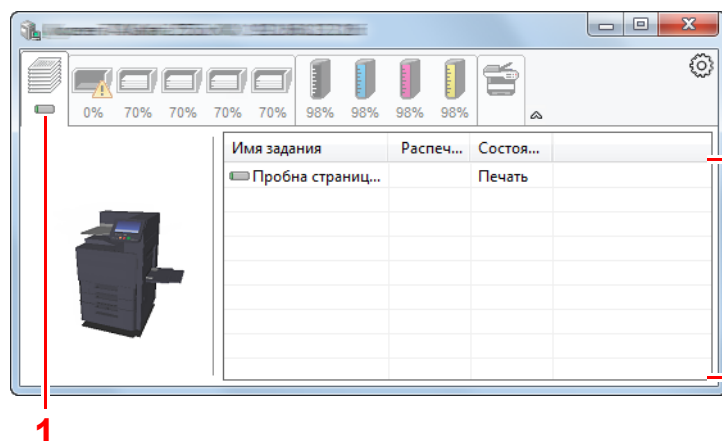 0% 70% 70% 70% 70% 98% 98% 98% 98%
Имя задания Распеч... Состоя...
Пробна страниц... Печать
1